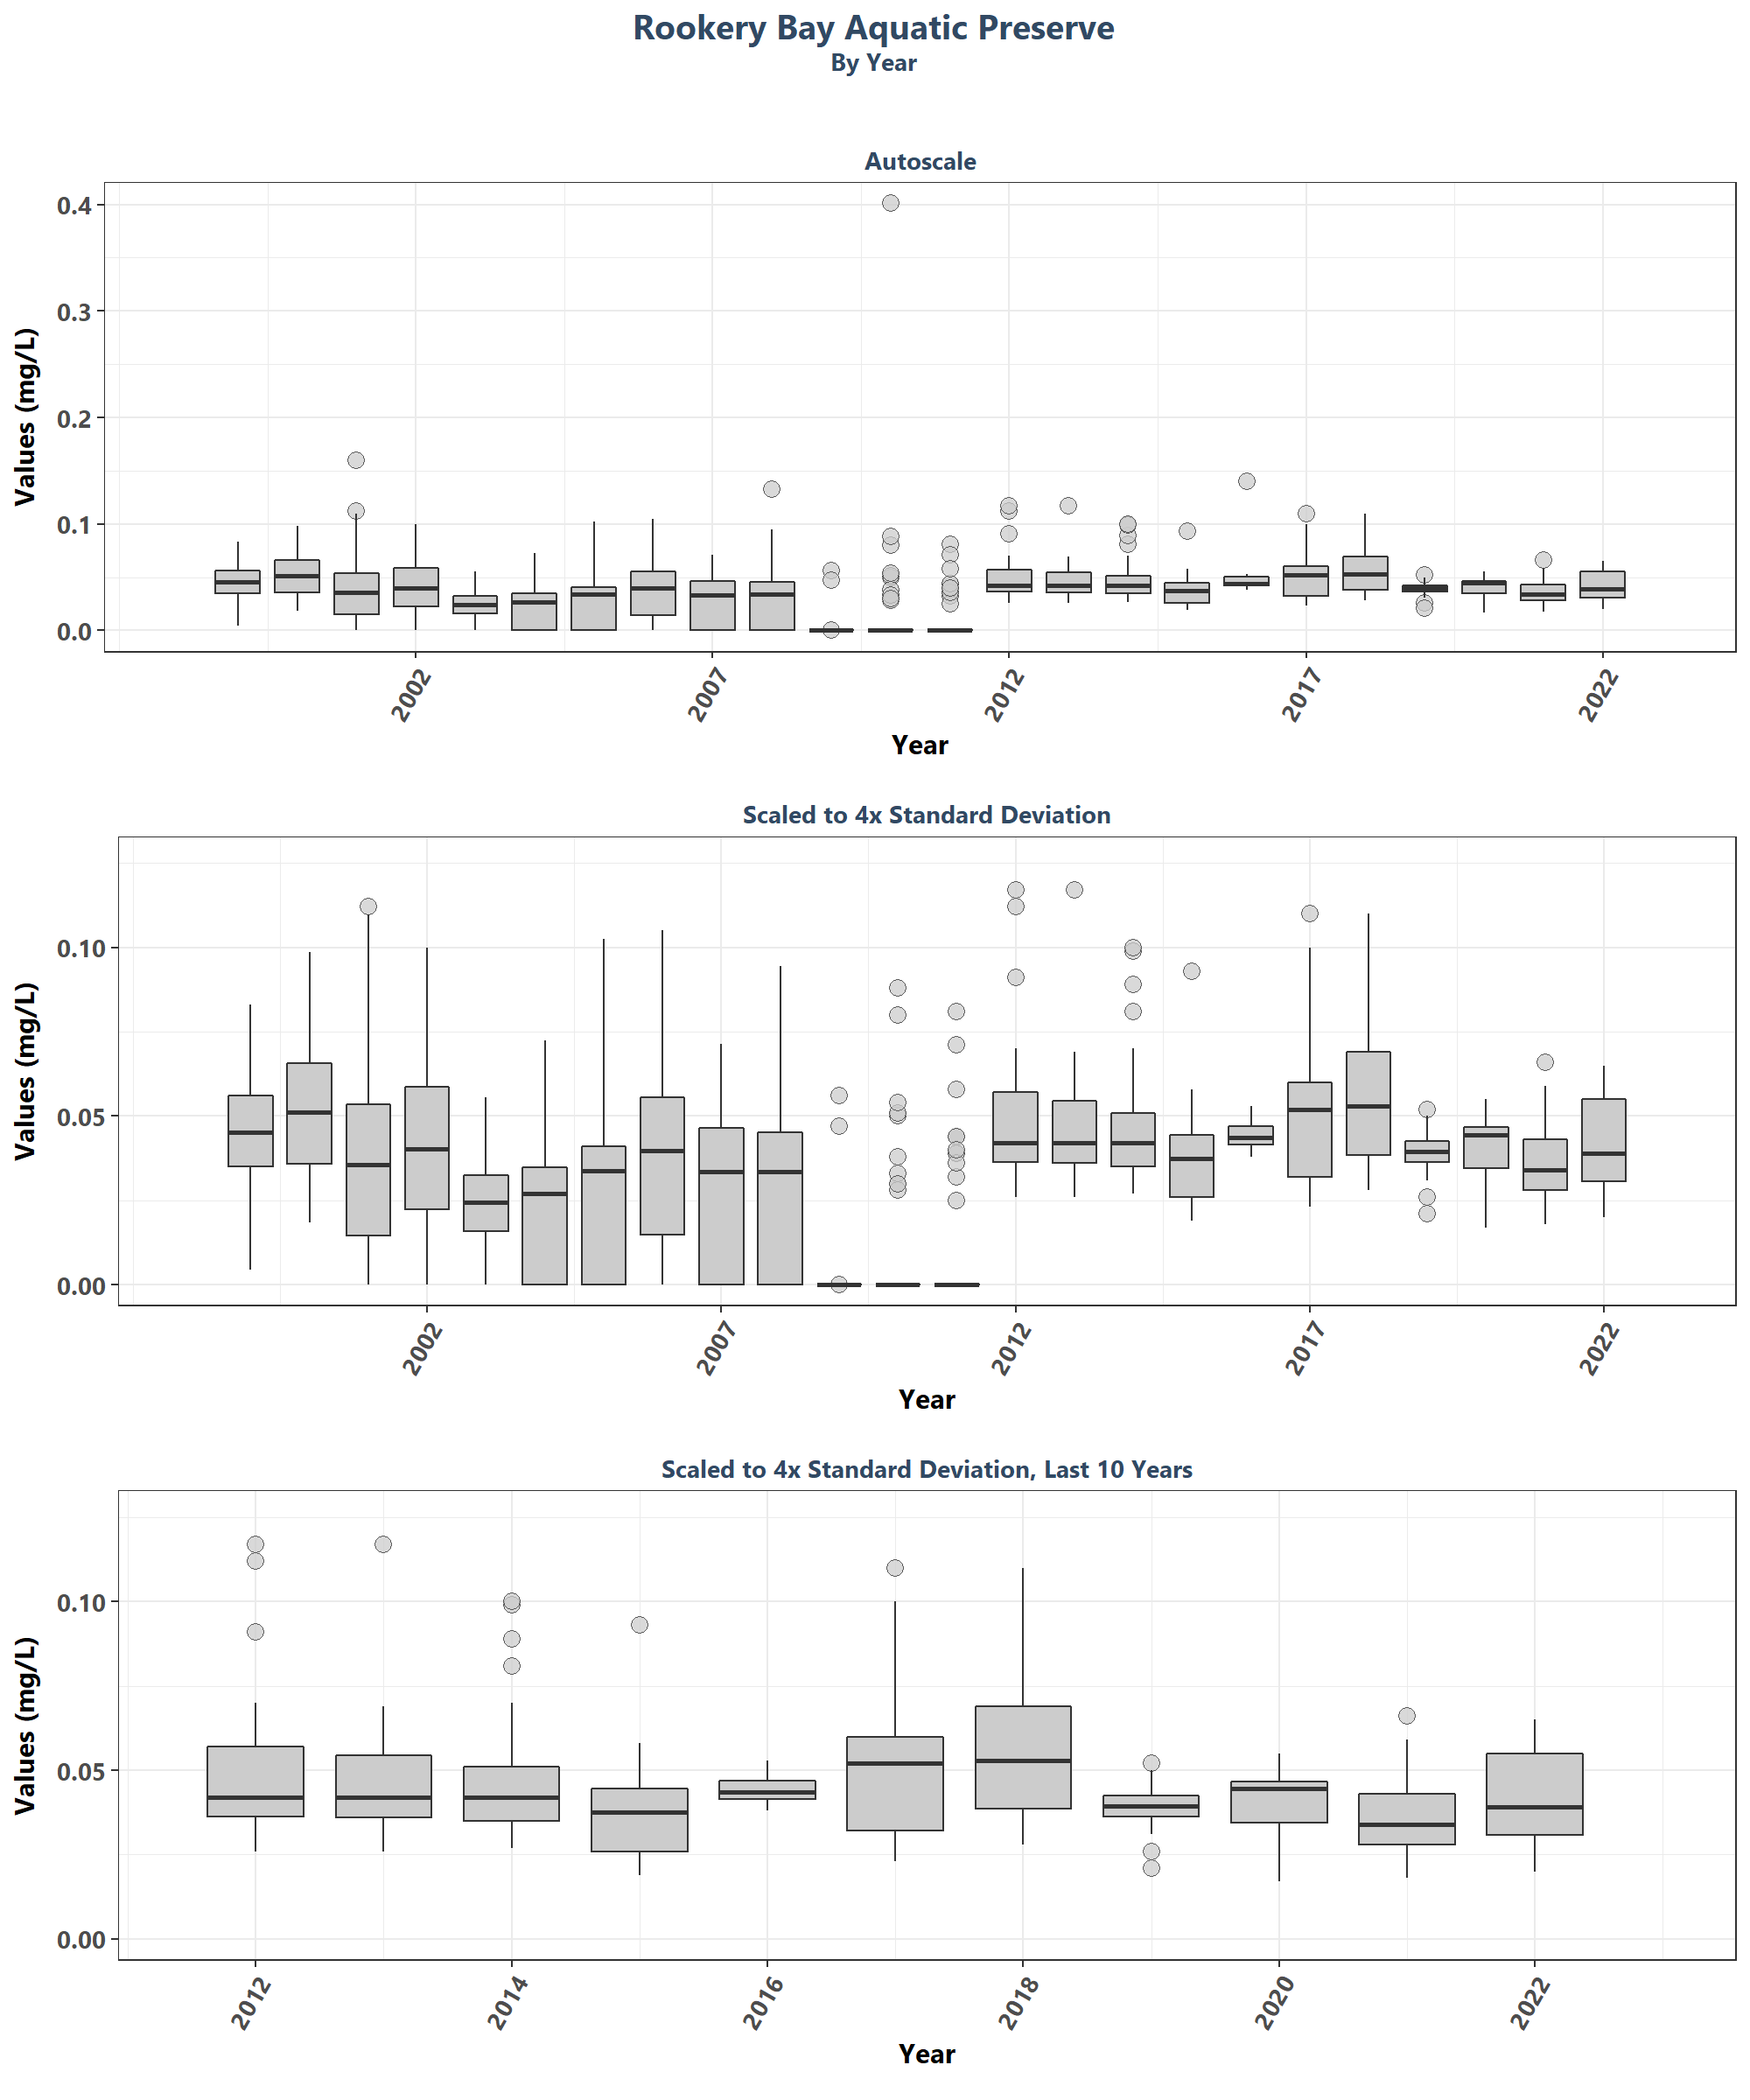 Rookery Bay Aquatic Preserve
By Year
Autoscale
Values (mg/L)
0.4
0.3
0.2
0.1
0.0
2002
2007
2012
2017
2022
Year
Scaled to 4x Standard Deviation
Values (mg/L)
0.10
0.05
0.00
2002
2007
2012
2017
2022
Year
Scaled to 4x Standard Deviation, Last 10 Years
Values (mg/L)
0.10
0.05
0.00
2012
2014
2016
2018
2020
2022
Year